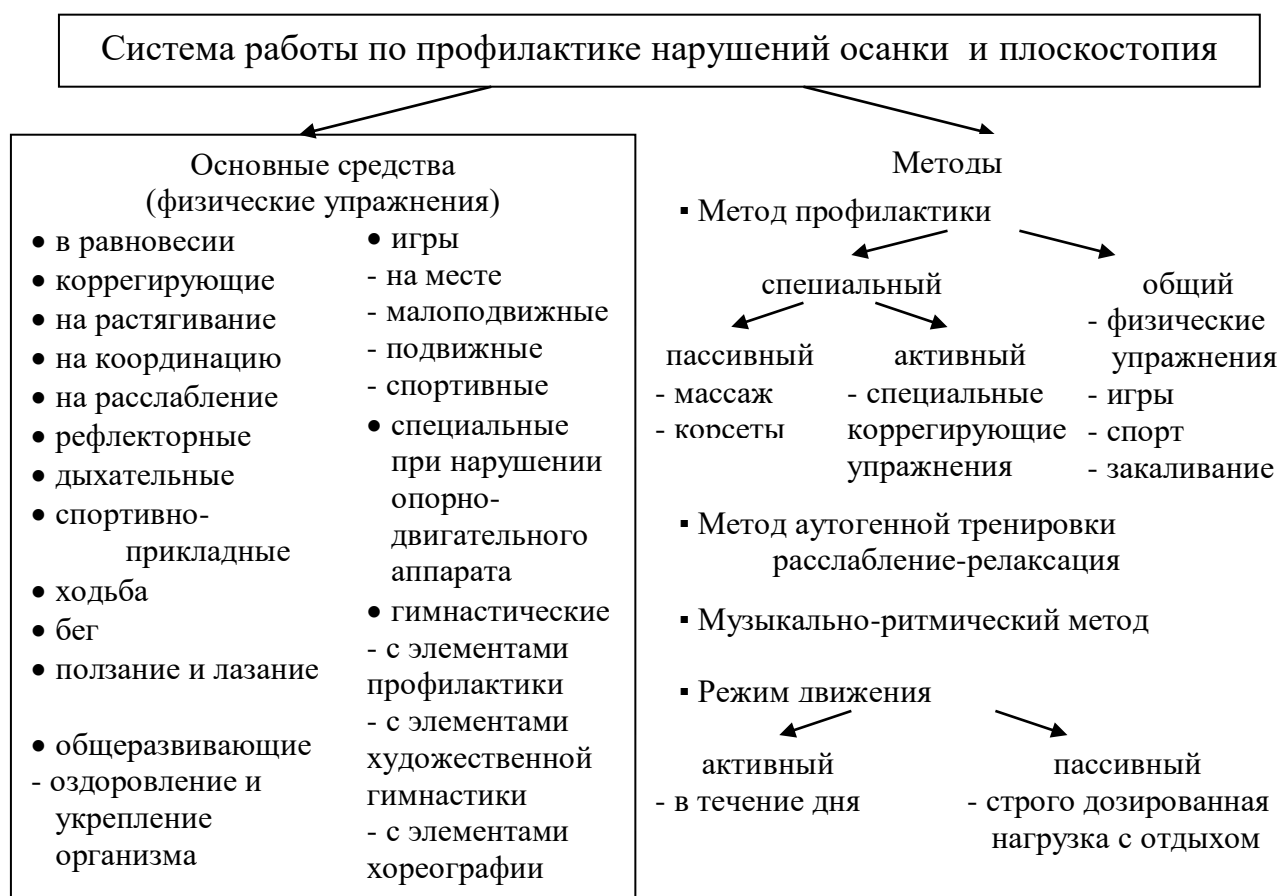 Система работы по профилактике нарушений осанки и плоскостопия
Основные средства
(физические упражнения)
• в равновесии
• коррегирующие
• на растягивание
• на координацию
• на расслабление
• рефлекторные
• дыхательные
• спортивно-
прикладные
• ходьба
• бег
• ползание и лазание
• общеразвивающие
- оздоровление и
укрепление
организма
• игры
- на месте
- малоподвижные
- подвижные
- спортивные
• специальные
при нарушении
опорно-
двигательного
аппарата
• гимнастические
- с элементами
профилактики
- с элементами
художественной
гимнастики
- с элементами
хореографии
Методы
▪ Метод профилактики
специальный
пассивный
- массаж
- корсеты
активный
- специальные
коррегирующие
упражнения
общий
- физические
упражнения
- игры
- спорт
- закаливание
▪ Метод аутогенной тренировки
расслабление-релаксация
▪ Музыкально-ритмический метод
▪ Режим движения
активный
- в течение дня
пассивный
- строго дозированная
нагрузка с отдыхом